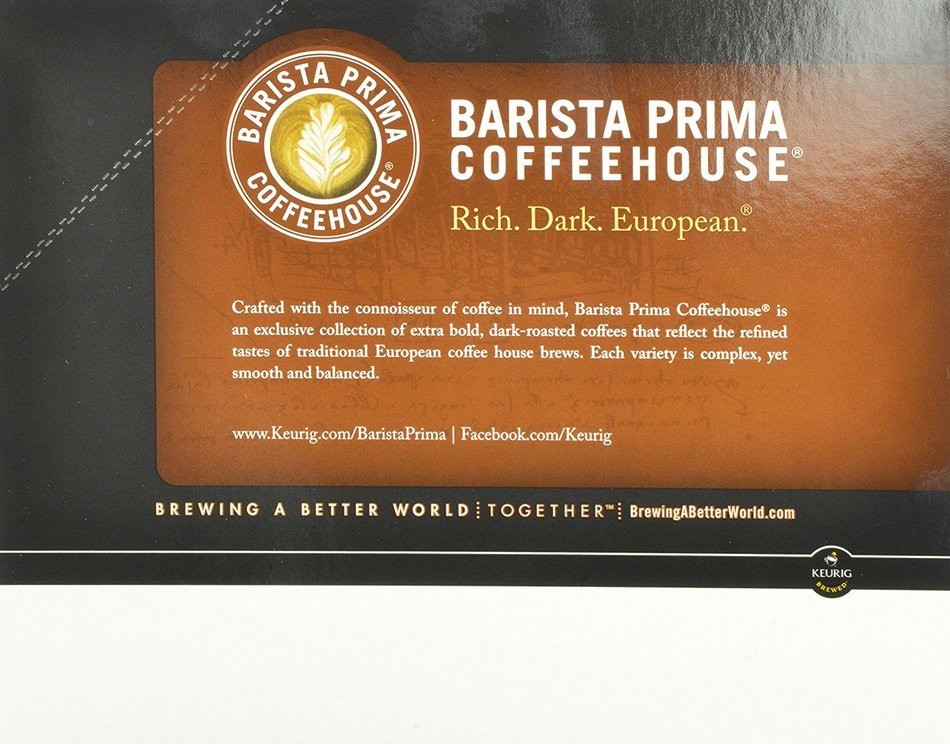 BARISTA PRIMA
COFFEEHOUSE®
BARISTA PRIMA
COFFEEHOUSE®
Rich. Dark. European.®
Crafted with the connoisseur of coffee in mind, Barista Prima Coffeehouse® is
an exclusive collection of extra bold, dark-roasted coffees that reflect the refined
tastes of traditional European coffee house brews. Each variety is complex, yet
smooth and balanced.
www.Keurig.com/BaristaPrima | Facebook.com/Keurig
BREWING A BETTER WORLD TOGETHER™ BrewingABetterWorld.com
KEURIG
BREWED